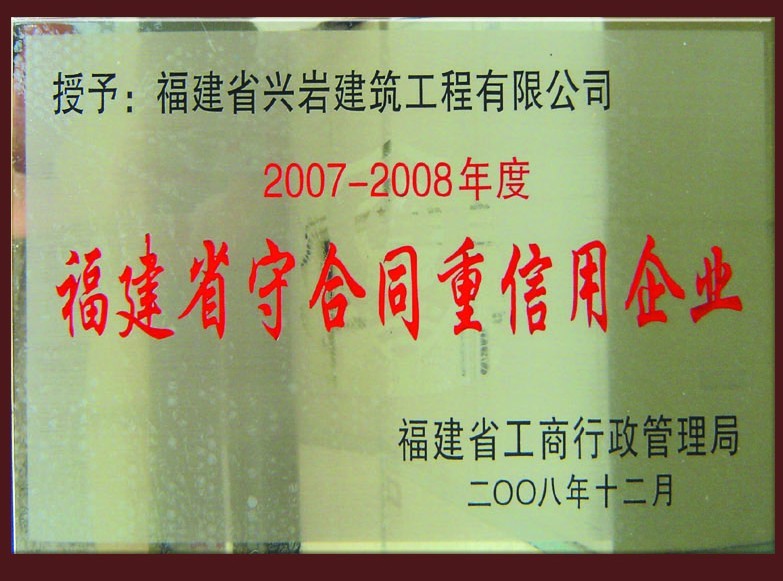 授予：福建省兴岩建筑工程有限公司
2007-2008年度
福建省守合同重信用企业
福建省工商行政管理局
二〇〇八年十二月